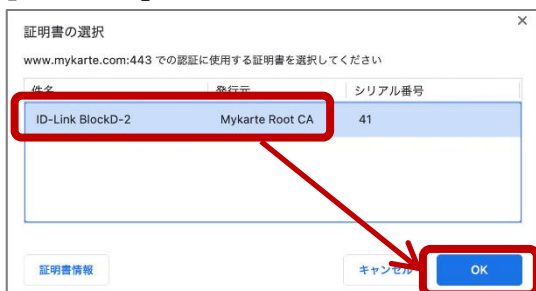 証明書の選択
×
www.mykarte.com:443 での認証に使用する証明書を選択してください
件名 発行元 シリアル番号
ID-Link BlockD-2 Mykarte Root CA 41
証明書情報 キャンセル OK